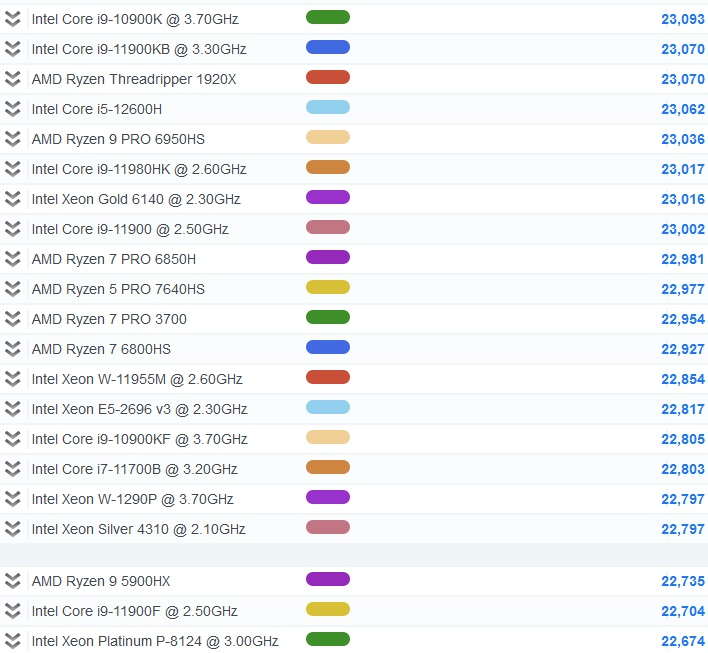 Intel Core i9-10900K @ 3.70GHz 23,093
Intel Core i9-11900KB @ 3.30GHz 23,070
AMD Ryzen Threadripper 1920X 23,070
Intel Core i5-12600H 23,062
AMD Ryzen 9 PRO 6950HS 23,036
Intel Core i9-11980HK @ 2.60GHz 23,017
Intel Xeon Gold 6140 @ 2.30GHz 23,016
Intel Core i9-11900 @ 2.50GHz 23,002
AMD Ryzen 7 PRO 6850H 22,981
AMD Ryzen 5 PRO 7640HS 22,977
AMD Ryzen 7 PRO 3700 22,954
AMD Ryzen 7 6800HS 22,927
Intel Xeon W-11955M @ 2.60GHz 22,854
Intel Xeon E5-2696 v3 @ 2.30GHz 22,817
Intel Core i9-10900KF @ 3.70GHz 22,805
Intel Core i7-11700B @ 3.20GHz 22,803
Intel Xeon W-1290P @ 3.70GHz 22,797
Intel Xeon Silver 4310 @ 2.10GHz 22,797
AMD Ryzen 9 5900HX 22,735
Intel Core i9-11900F @ 2.50GHz 22,704
Intel Xeon Platinum P-8124 @ 3.00GHz 22,674